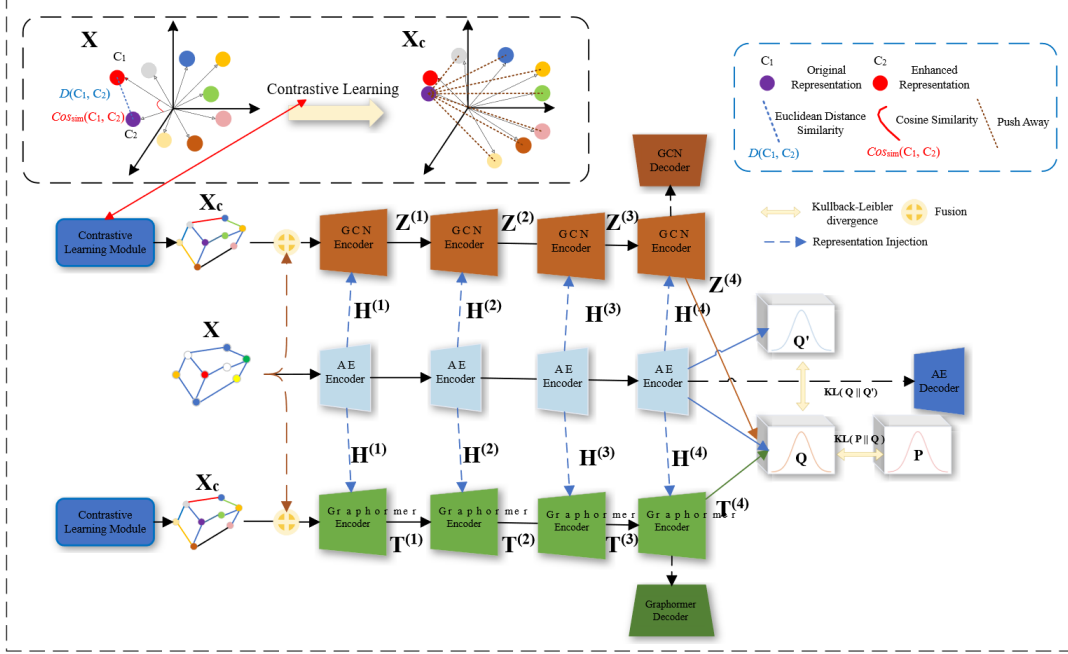 X
C1
D(C1, C2)
Cossim(C1, C2)
C2
Contrastive Learning
Xc
C1
Original
Representation
C2
Enhanced
Representation
Euclidean Distance
Similarity
D(C1, C2)
Cosine Similarity
Cossim(C1, C2)
Push Away
Kullback-Leibler
divergence
Fusion
Representation Injection
GCN
Decoder
Contrastive
Learning Module
Xc
GCN
Encoder
Z(1)
GCN
Encoder
Z(2)
GCN
Encoder
Z(3)
GCN
Encoder
Z(4)
H(1)
H(2)
H(3)
H(4)
X
AE
Encoder
AE
Encoder
AE
Encoder
AE
Encoder
Q'
KL( Q || Q')
AE
Decoder
H(1)
H(2)
H(3)
H(4)
Q
KL( P || Q )
P
Contrastive
Learning Module
Xc
Graphormer
Encoder
T(1)
Graphormer
Encoder
T(2)
Graphormer
Encoder
T(3)
Graphormer
Encoder
T(4)
Graphormer
Decoder